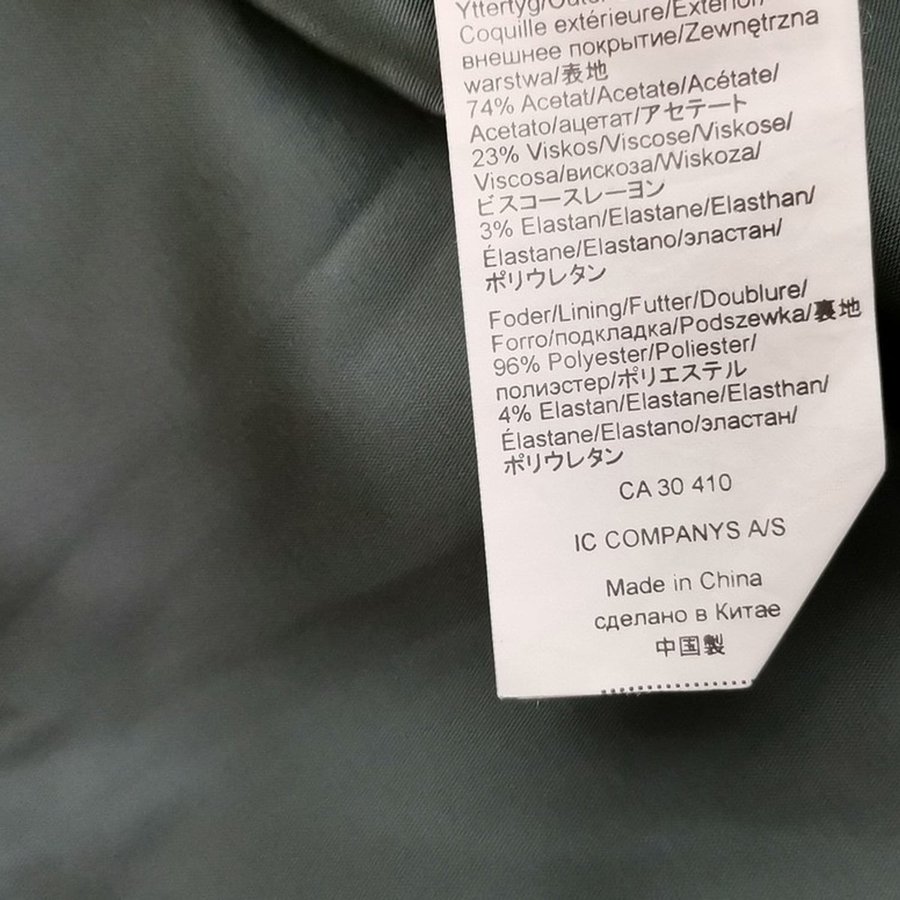 Yttertyg/Outer
Coquille extérieure/Exterior/
внешнее покрытие/Zewnętrzna
warstwa/表地
74% Acetat/Acetate/Acétate/
Acetato/ацетат/アセテート
23% Viskos/Viscose/Viskose/
Viscosa/вискоза/Wiskoza/
ビスコースレーヨン
3% Elastan/Elastane/Elasthan/
Élastane/Elastano/эластан/
ポリウレタン
Foder/Lining/Futter/Doublure/
Forro/подкладка/Podszewka/裏地
96% Polyester/Poliester/
полиэстер/ポリエステル
4% Elastan/Elastane/Elasthan/
Élastane/Elastano/эластан/
ポリウレタン
CA 30 410
IC COMPANYS A/S
Made in China
сделано в Китае
中国製